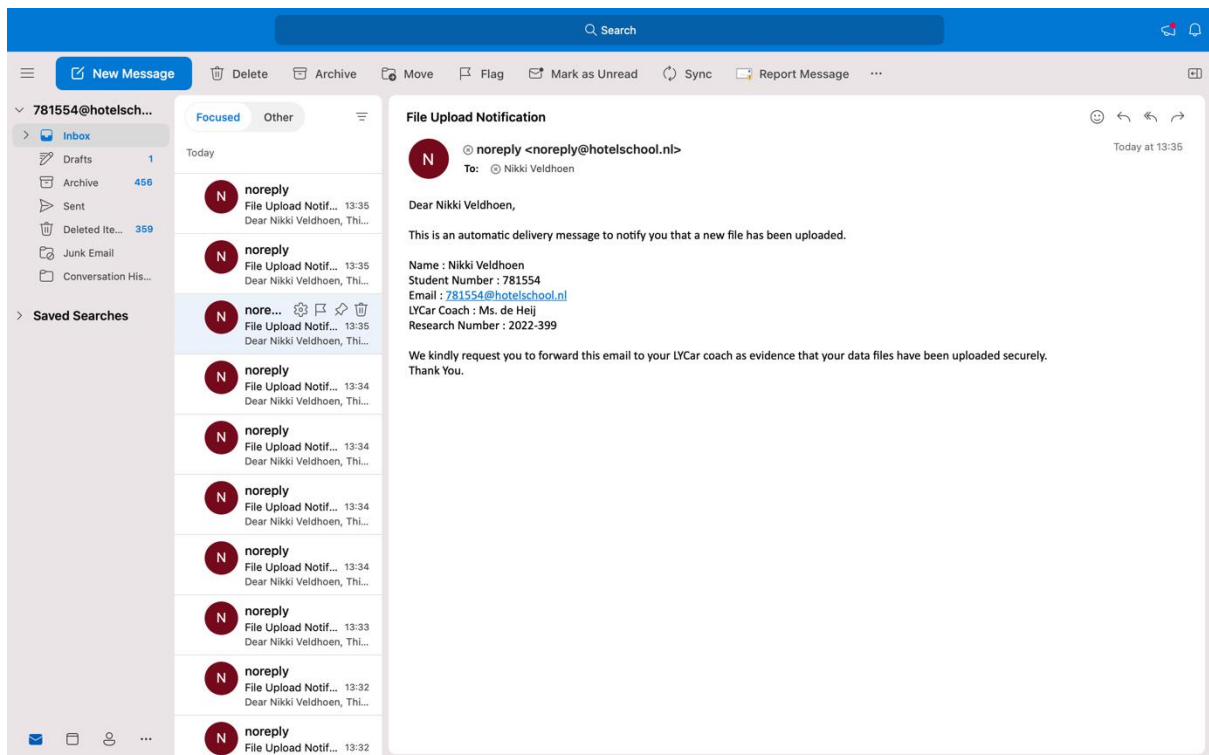 Search
New Message
Delete
Archive
Move
Flag
Mark as Unread
Sync
Report Message
...
781554@hotelsch...
Inbox
Drafts 1
Archive 456
Sent
Deleted Ite... 359
Junk Email
Conversation His...
Saved Searches
Focused
Other
Today
N
noreply
File Upload Notif... 13:35
Dear Nikki Veldhoen, Thi...
N
noreply
File Upload Notif... 13:35
Dear Nikki Veldhoen, Thi...
N
nore...
File Upload Notif... 13:35
Dear Nikki Veldhoen, Thi...
N
noreply
File Upload Notif... 13:34
Dear Nikki Veldhoen, Thi...
N
noreply
File Upload Notif... 13:34
Dear Nikki Veldhoen, Thi...
N
noreply
File Upload Notif... 13:34
Dear Nikki Veldhoen, Thi...
N
noreply
File Upload Notif... 13:34
Dear Nikki Veldhoen, Thi...
N
noreply
File Upload Notif... 13:33
Dear Nikki Veldhoen, Thi...
N
noreply
File Upload Notif... 13:32
Dear Nikki Veldhoen, Thi...
N
noreply
File Upload Notif... 13:32
File Upload Notification
N
noreply <noreply@hotelschool.nl>
Today at 13:35
To: Nikki Veldhoen
Dear Nikki Veldhoen,
This is an automatic delivery message to notify you that a new file has been uploaded.
Name : Nikki Veldhoen
Student Number : 781554
Email : 781554@hotelschool.nl
LYCar Coach : Ms. de Heij
Research Number : 2022-399
We kindly request you to forward this email to your LYCar coach as evidence that your data files have been uploaded securely.
Thank You.